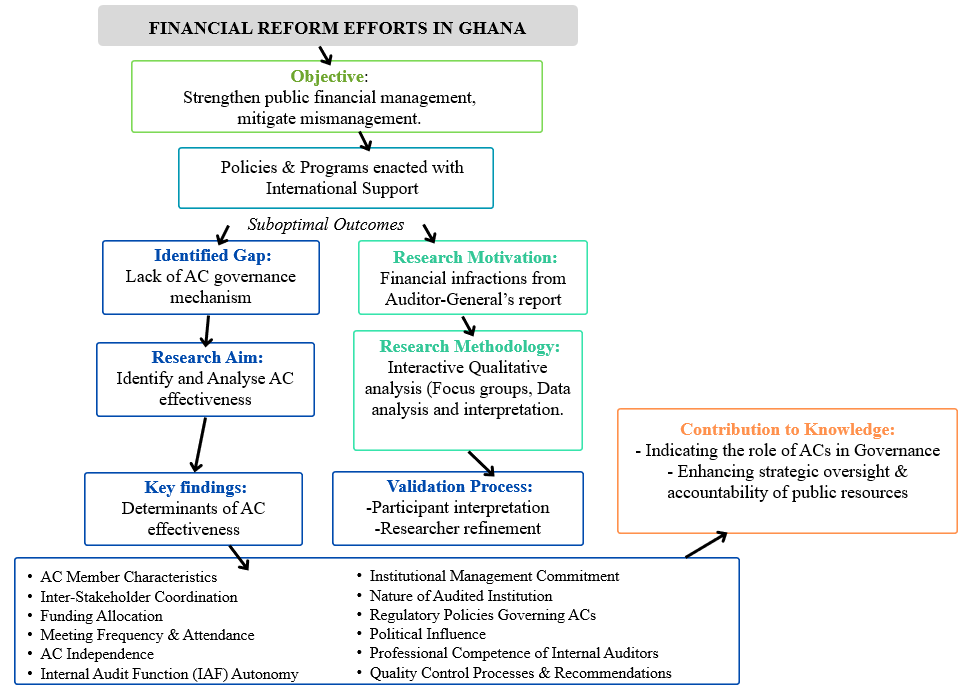 FINANCIAL REFORM EFFORTS IN GHANA
Objective:
Strengthen public financial management,
mitigate mismanagement.
Policies & Programs enacted with
International Support
Suboptimal Outcomes
Identified Gap:
Lack of AC governance
mechanism
Research Motivation:
Financial infractions from
Auditor-General's report
Research Aim:
Identify and Analyse AC
effectiveness
Research Methodology:
Interactive Qualitative
analysis (Focus groups, Data
analysis and interpretation.
Contribution to Knowledge:
- Indicating the role of ACs in Governance
- Enhancing strategic oversight &
accountability of public resources
Key findings:
Determinants of AC
effectiveness
Validation Process:
-Participant interpretation
-Researcher refinement
• AC Member Characteristics
• Inter-Stakeholder Coordination
• Funding Allocation
• Meeting Frequency & Attendance
• AC Independence
• Internal Audit Function (IAF) Autonomy
• Institutional Management Commitment
• Nature of Audited Institution
• Regulatory Policies Governing ACs
• Political Influence
• Professional Competence of Internal Auditors
• Quality Control Processes & Recommendations